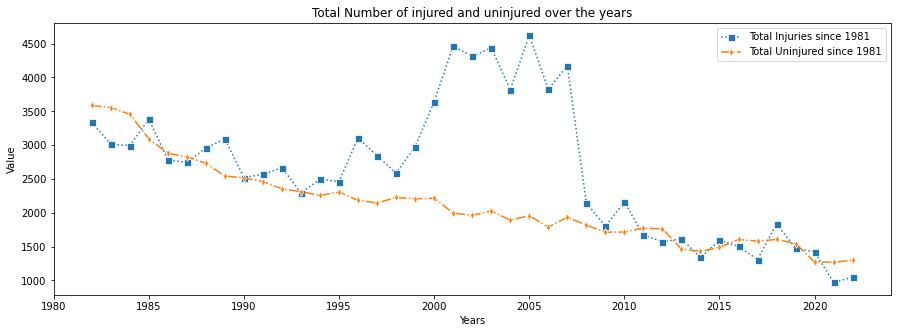 Total Number of injured and uninjured over the years
Total Injuries since 1981
Total Uninjured since 1981
4500
4000
3500
3000
2500
2000
1500
1000
Value
1980 1985 1990 1995 2000 2005 2010 2015 2020
Years